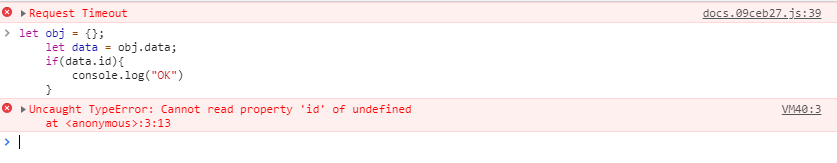 Request Timeout docs.09ceb27.js:39
let obj = {};
let data = obj.data;
if(data.id){
console.log("OK")
}
Uncaught TypeError: Cannot read property 'id' of undefined VM40:3
at <anonymous>:3:13